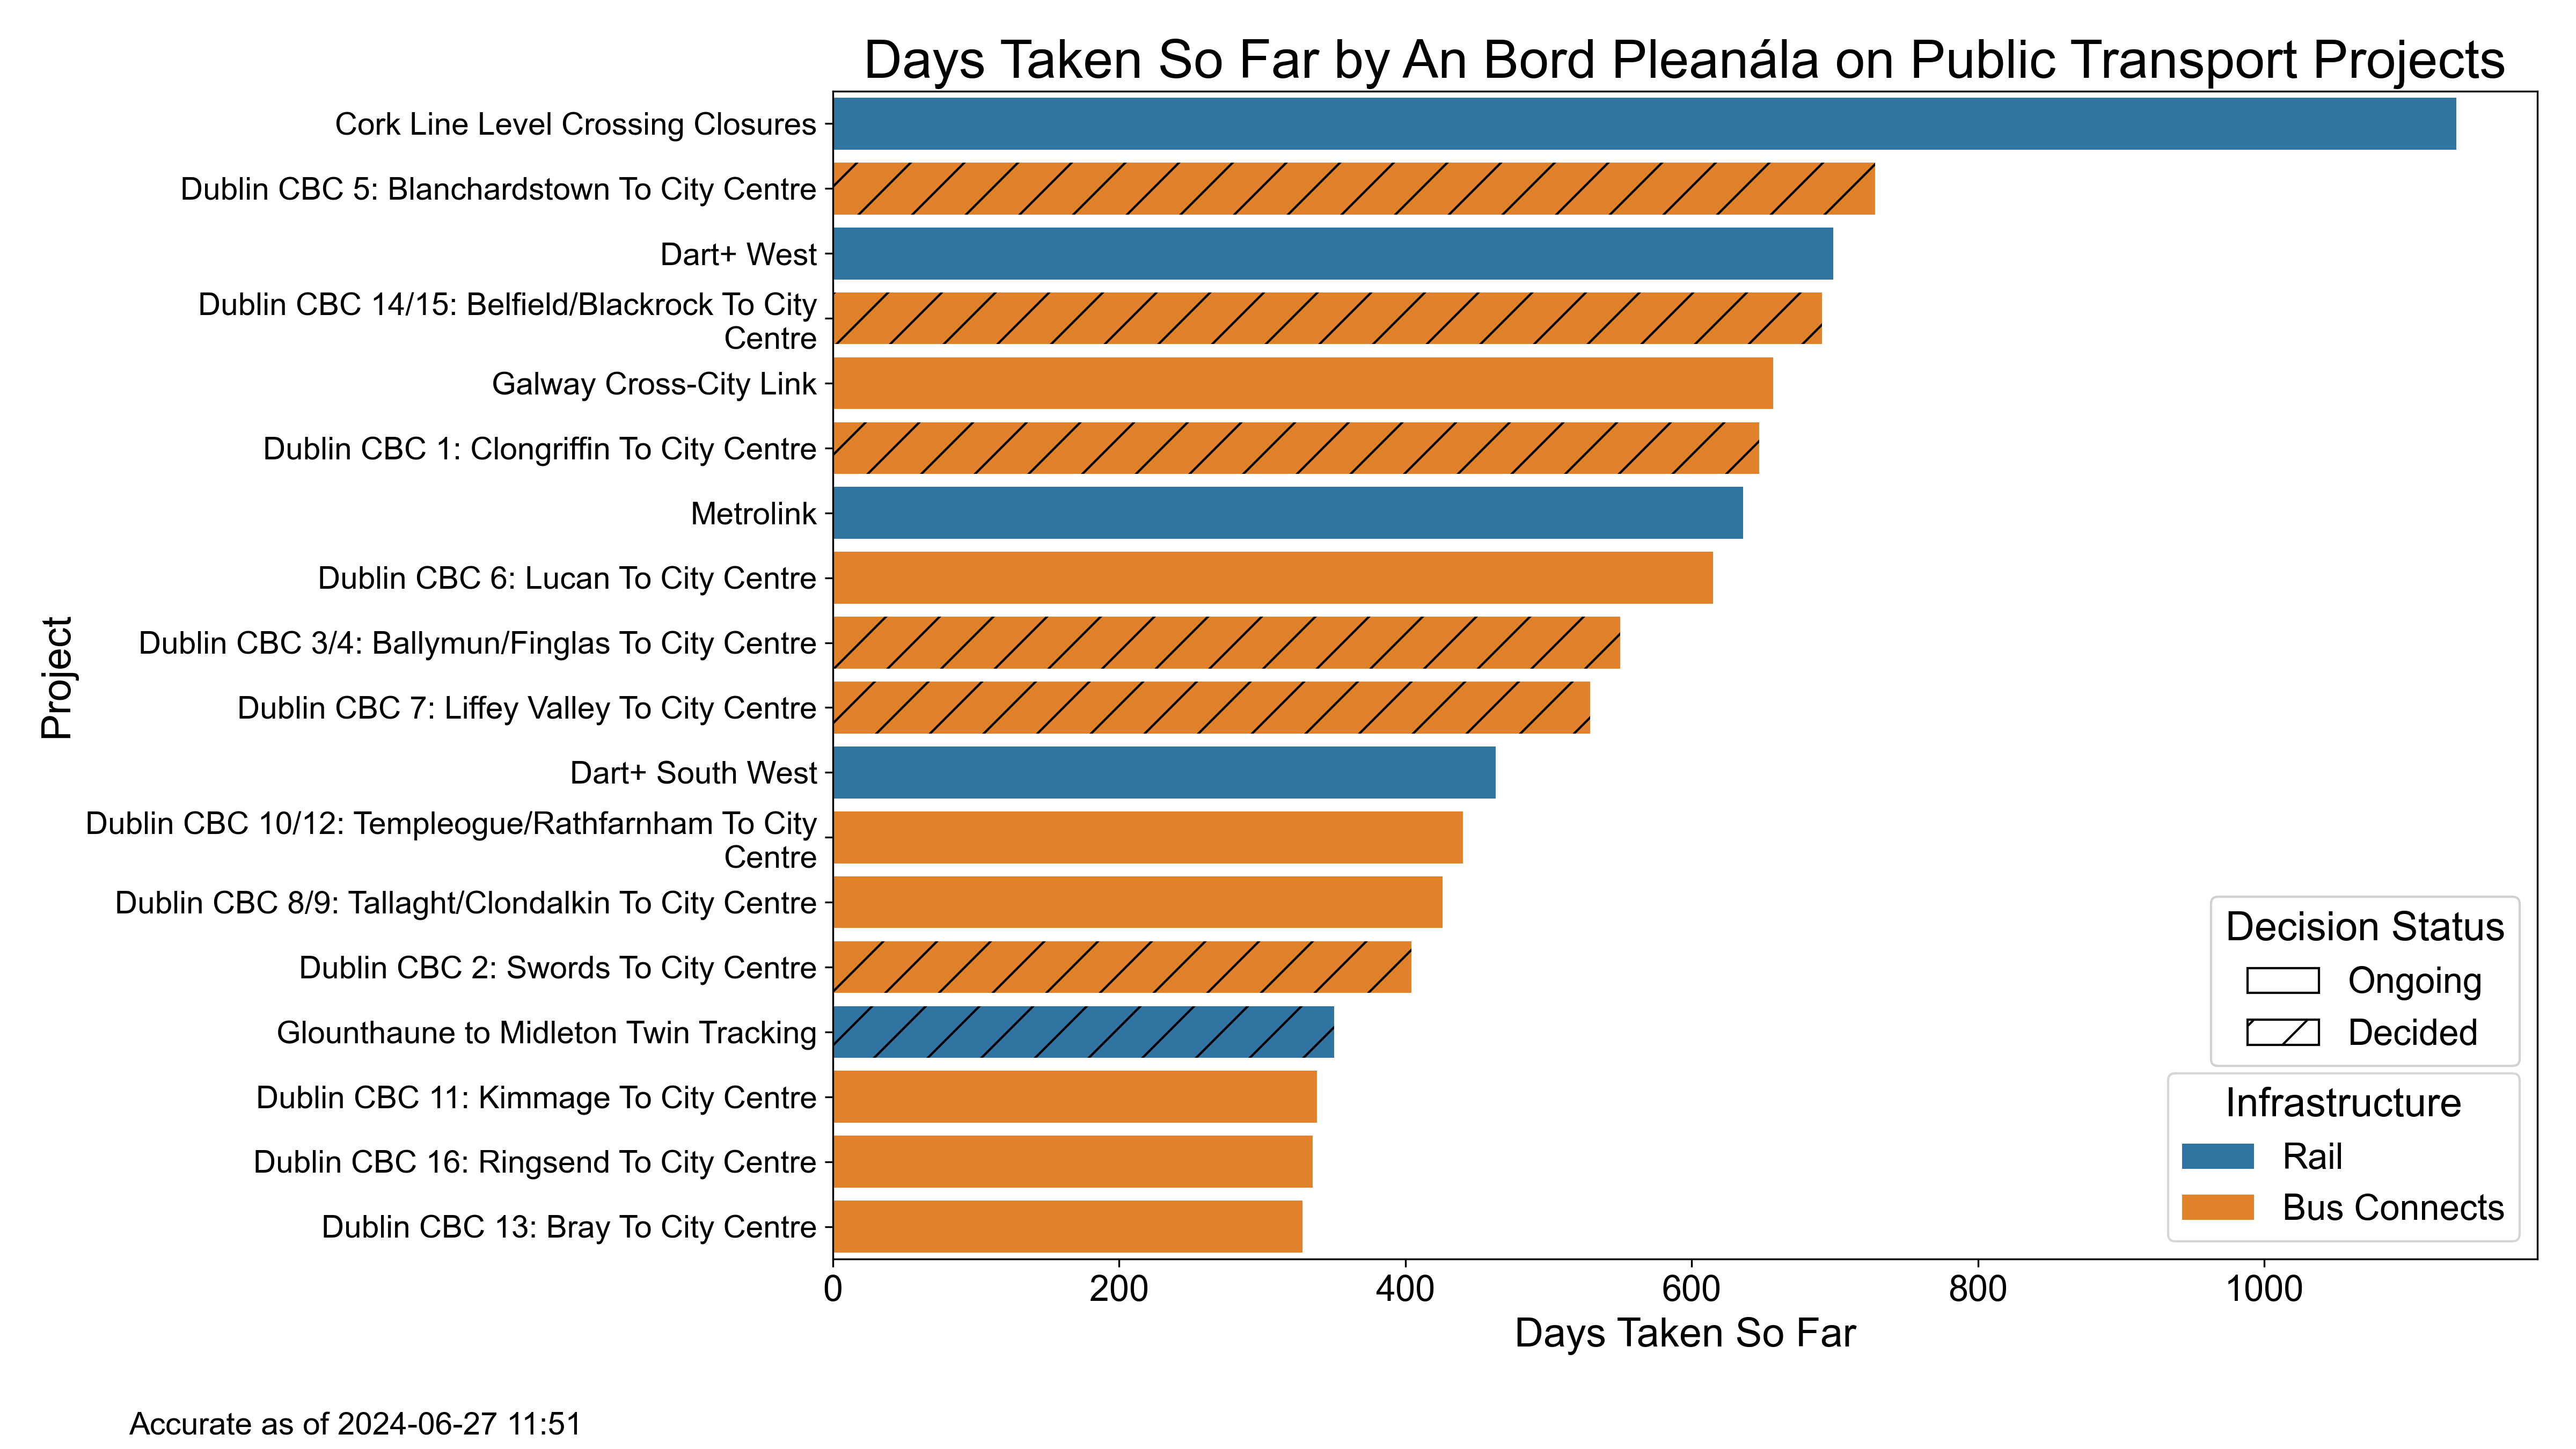 Days Taken So Far by An Bord Pleanála on Public Transport Projects
Project
Cork Line Level Crossing Closures
Dublin CBC 5: Blanchardstown To City Centre
Dart+ West
Dublin CBC 14/15: Belfield/Blackrock To City
Centre
Galway Cross-City Link
Dublin CBC 1: Clongriffin To City Centre
Metrolink
Dublin CBC 6: Lucan To City Centre
Dublin CBC 3/4: Ballymun/Finglas To City Centre
Dublin CBC 7: Liffey Valley To City Centre
Dart+ South West
Dublin CBC 10/12: Templeogue/Rathfarnham To City
Centre
Dublin CBC 8/9: Tallaght/Clondalkin To City Centre
Dublin CBC 2: Swords To City Centre
Glounthaune to Midleton Twin Tracking
Dublin CBC 11: Kimmage To City Centre
Dublin CBC 16: Ringsend To City Centre
Dublin CBC 13: Bray To City Centre
Decision Status
Ongoing
Decided
Infrastructure
Rail
Bus Connects
0 200 400 600 800 1000
Days Taken So Far
Accurate as of 2024-06-27 11:51